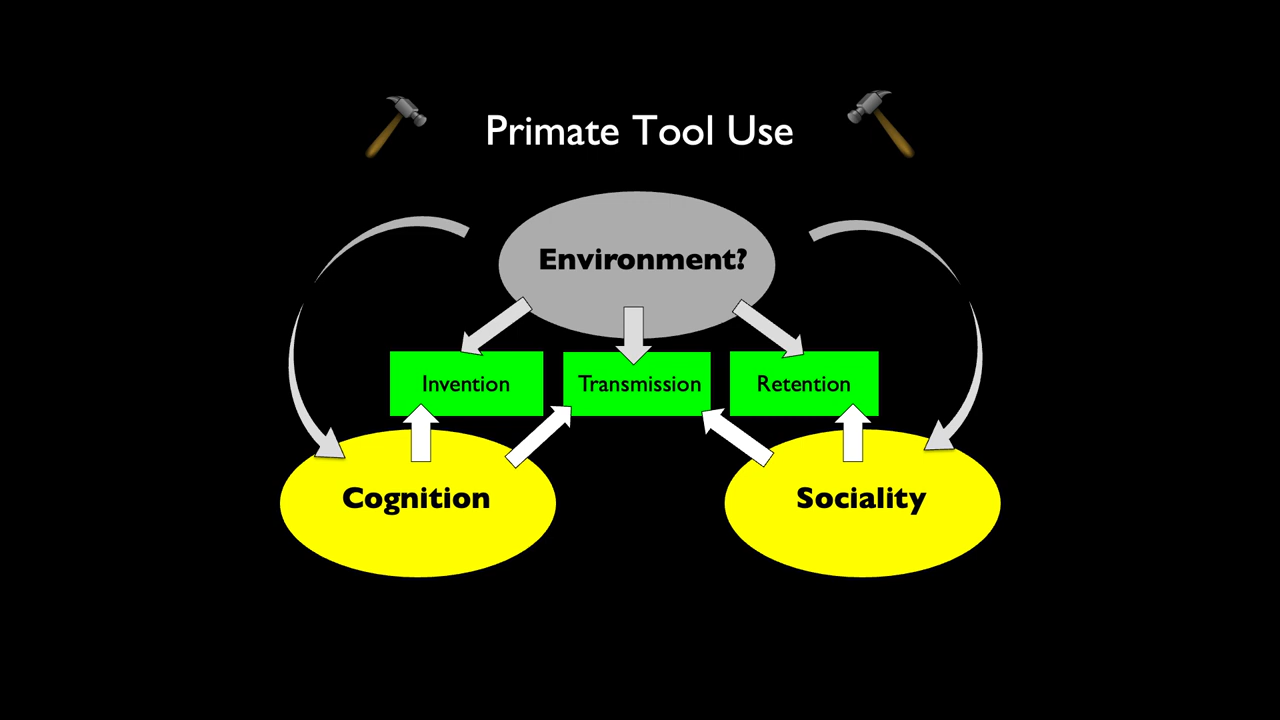 Primate Tool Use
Environment?
Invention
Transmission
Retention
Cognition
Sociality